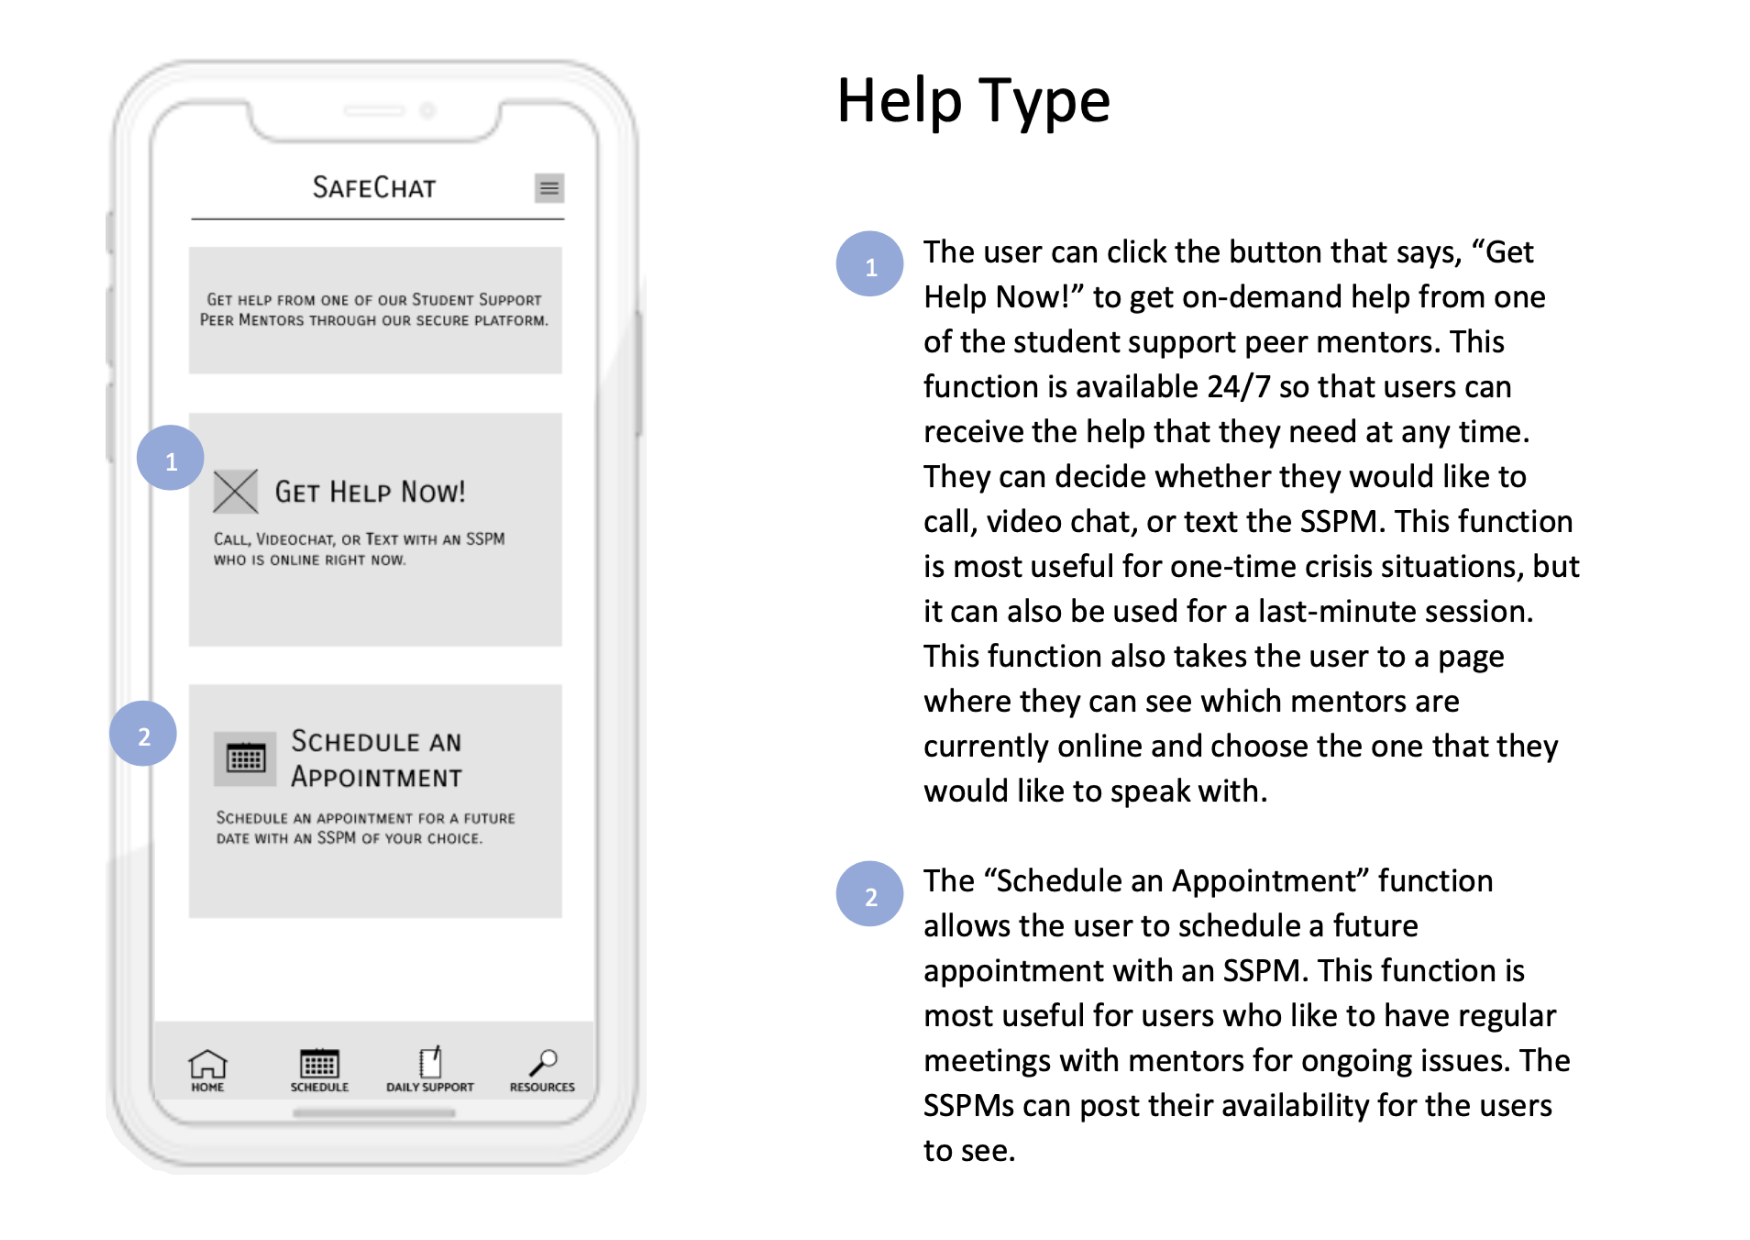 SafeChat
Get help from one of our Student Support
Peer Mentors through our secure platform.
1
Get Help Now!
Call, Videochat, or Text with an SSPM
who is online right now.
2
Schedule an
Appointment
Schedule an appointment for a future
date with an SSPM of your choice.
HOME
SCHEDULE
DAILY SUPPORT
RESOURCES
Help Type
1
The user can click the button that says, “Get
Help Now!” to get on-demand help from one
of the student support peer mentors. This
function is available 24/7 so that users can
receive the help that they need at any time.
They can decide whether they would like to
call, video chat, or text the SSPM. This function
is most useful for one-time crisis situations, but
it can also be used for a last-minute session.
This function also takes the user to a page
where they can see which mentors are
currently online and choose the one that they
would like to speak with.
2
The “Schedule an Appointment” function
allows the user to schedule a future
appointment with an SSPM. This function is
most useful for users who like to have regular
meetings with mentors for ongoing issues. The
SSPMs can post their availability for the users
to see.